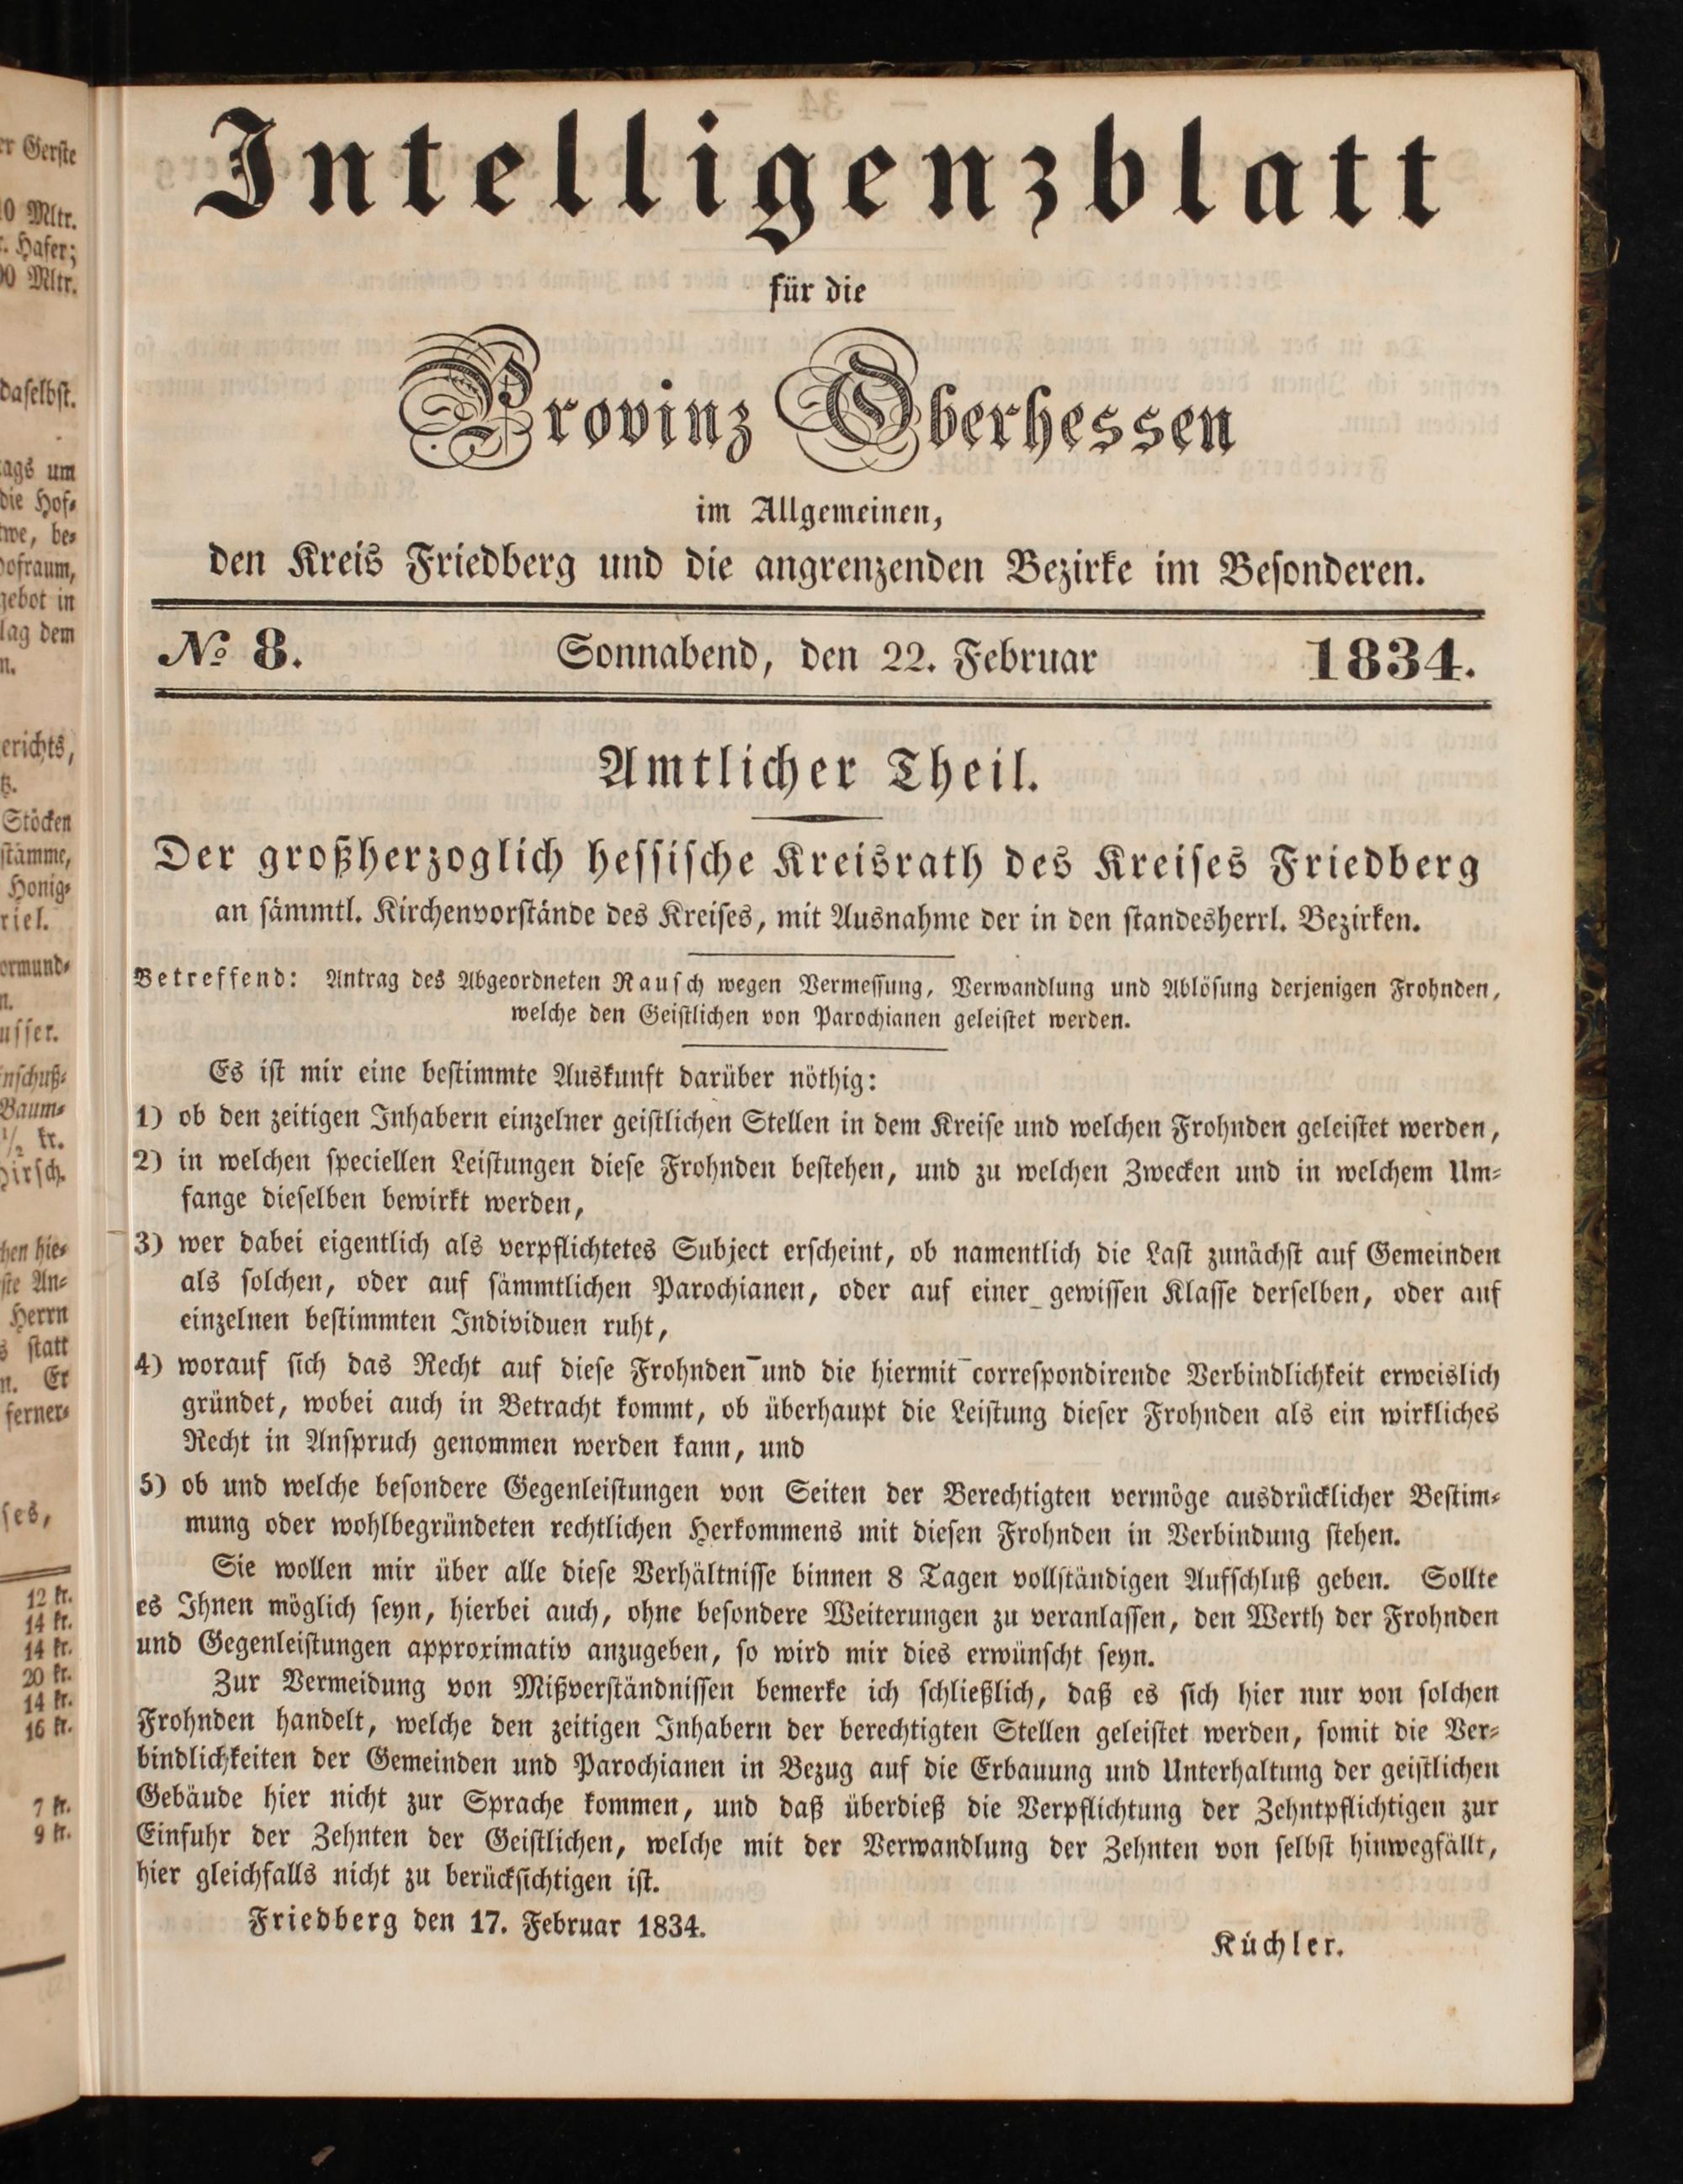 Intelligenzblatt
für die
Provinz Oberhessen
im Allgemeinen,
den Kreis Friedberg und die angrenzenden Bezirke im Besonderen.
№ 8. Sonnabend, den 22. Februar 1834.
Amtlicher Theil.
Der großherzoglich hessische Kreisrath des Kreises Friedberg
an sämmtl. Kirchenvorstände des Kreises, mit Ausnahme der in den standesherrl. Bezirken.
Betreffend: Antrag des Abgeordneten Rausch wegen Vermessung, Verwandlung und Ablösung derjenigen Frohnden,
welche den Geistlichen von Parochianen geleistet werden.
Es ist mir eine bestimmte Auskunft darüber nöthig:
1) ob den zeitigen Inhabern einzelner geistlichen Stellen in dem Kreise und welchen Frohnden geleistet werden,
2) in welchen speciellen Leistungen diese Frohnden bestehen, und zu welchen Zwecken und in welchem Um-
fange dieselben bewirkt werden,
3) wer dabei eigentlich als verpflichtetes Subject erscheint, ob namentlich die Last zunächst auf Gemeinden
als solchen, oder auf sämmtlichen Parochianen, oder auf einer gewissen Klasse derselben, oder auf
einzelnen bestimmten Individuen ruht,
4) worauf sich das Recht auf diese Frohnden und die hiermit correspondirende Verbindlichkeit erweislich
gründet, wobei auch in Betracht kommt, ob überhaupt die Leistung dieser Frohnden als ein wirkliches
Recht in Anspruch genommen werden kann, und
5) ob und welche besondere Gegenleistungen von Seiten der Berechtigten vermöge ausdrücklicher Bestim-
mung oder wohlbegründeten rechtlichen Herkommens mit diesen Frohnden in Verbindung stehen.
Sie wollen mir über alle diese Verhältnisse binnen 8 Tagen vollständigen Aufschluß geben. Sollte
es Ihnen möglich seyn, hierbei auch, ohne besondere Weiterungen zu veranlassen, den Werth der Frohnden
und Gegenleistungen approximativ anzugeben, so wird mir dies erwünscht seyn.
Zur Vermeidung von Mißverständnissen bemerke ich schließlich, daß es sich hier nur von solchen
Frohnden handelt, welche den zeitigen Inhabern der berechtigten Stellen geleistet werden, somit die Ver-
bindlichkeiten der Gemeinden und Parochianen in Bezug auf die Erbauung und Unterhaltung der geistlichen
Gebäude hier nicht zur Sprache kommen, und daß überdieß die Verpflichtung der Zehntpflichtigen zur
Einfuhr der Zehnten der Geistlichen, welche mit der Verwandlung der Zehnten von selbst hinwegfällt,
hier gleichfalls nicht zu berücksichtigen ist.
Friedberg den 17. Februar 1834.
Küchler.